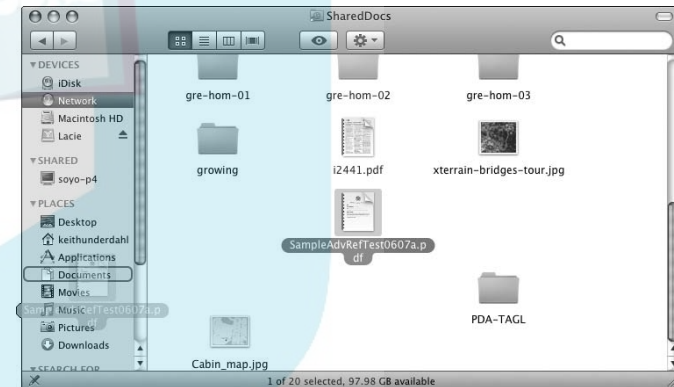 SharedDocs
▼DEVICES
iDisk
Network
Macintosh HD
Lacie
▼SHARED
soyo-p4
▼PLACES
Desktop
keithunderdahl
Applications
Documents
Movies
Music
Pictures
Downloads
▼SEARCH FOR
gre-hom-01
gre-hom-02
gre-hom-03
growing
i2441.pdf
xterrain-bridges-tour.jpg
SampleAdvRefTest0607a.p
df
PDA-TAGL
Cabin_map.jpg
SampleAdvRefTest0607a.p
df
1 of 20 selected, 97.98 GB available